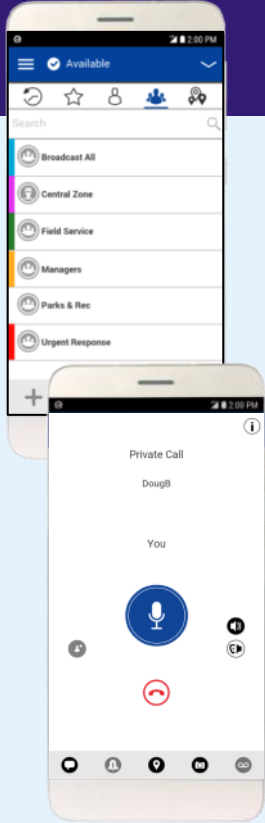 2:00 PM
Available
Search
Broadcast All
Central Zone
Field Service
Managers
Parks & Rec
Urgent Response
2:00 PM
Private Call
DougB
You